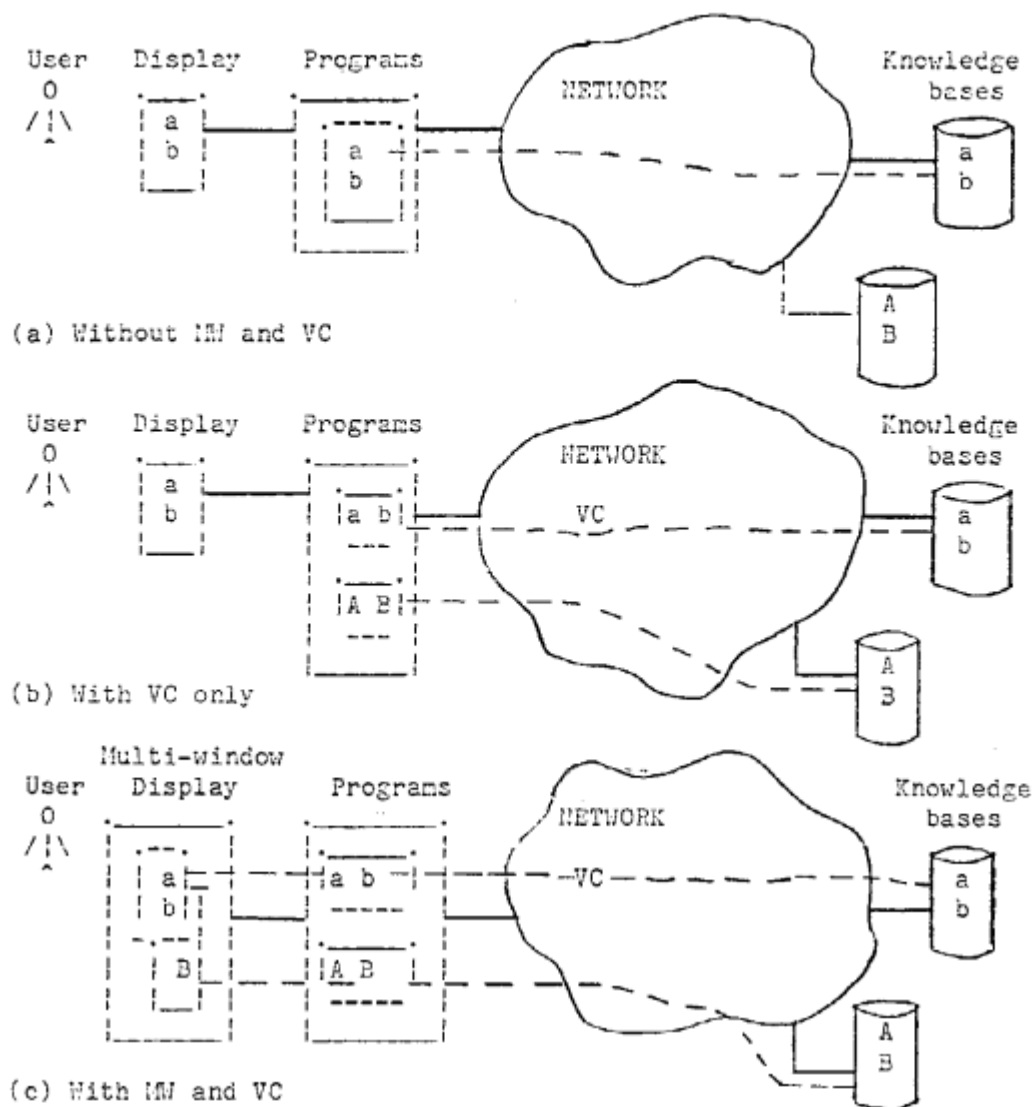 User Display Programs Knowledge
bases
NETWORK
O
a
b
a
b
a
b
A
B
(a) Without MW and VC
User Display Programs Knowledge
bases
NETWORK
O
a
b
a b
VC
a
b
A B
A
B
(b) With VC only
Multi-window
User Display Programs Knowledge
bases
NETWORK
O
a
b
a b
VC
a
b
B
A B
A
B
(c) With MW and VC